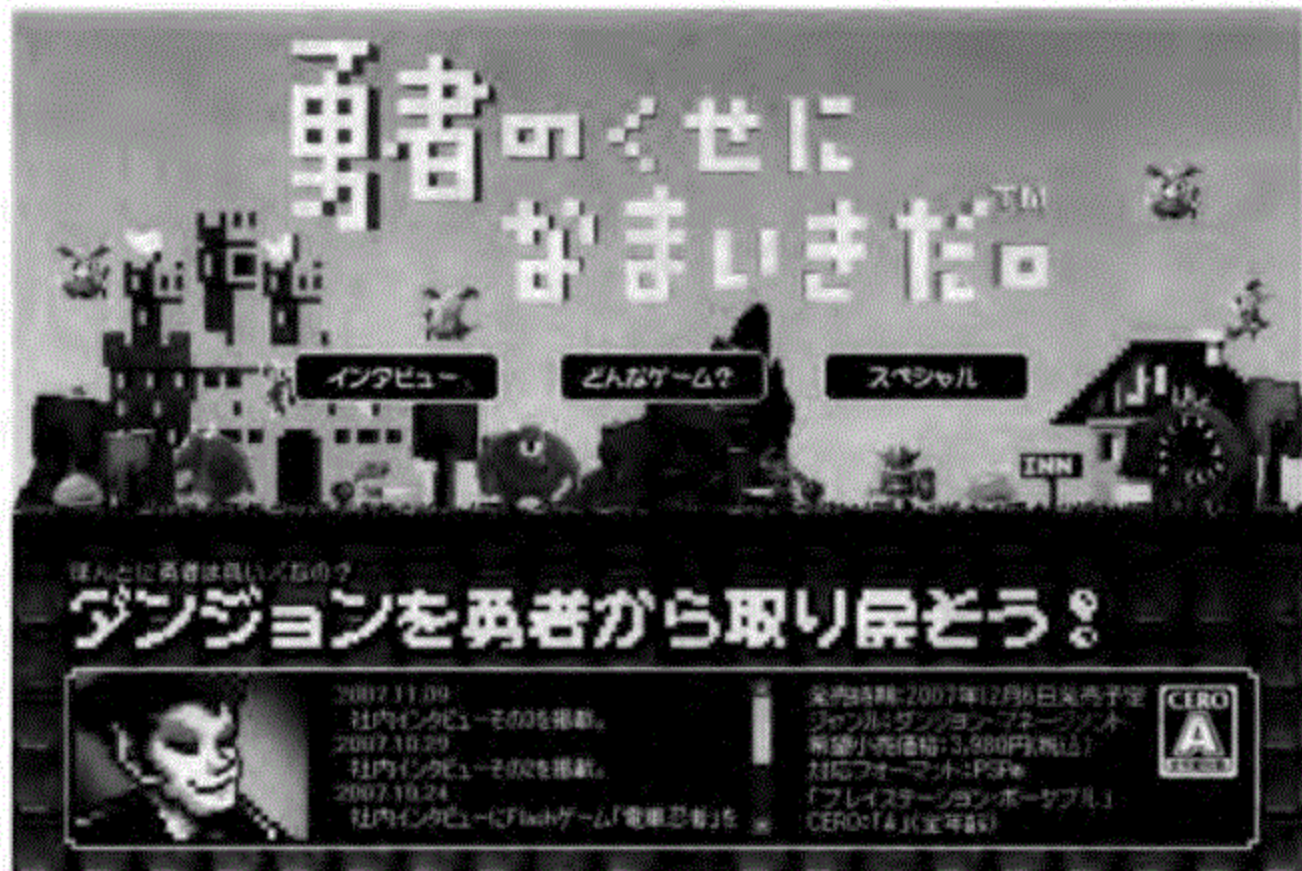 勇者のくせに
なまいきだ。TM
インタビュー
どんなゲーム?
スペシャル
INN
ほんとに勇者は良い人なの?
ダンジョンを勇者から取り戻そう!
2007.11.09
社内インタビューその3を掲載。
2007.10.29
社内インタビューその2を掲載。
2007.10.24
社内インタビューにFlashゲーム「電車忍者」を
発売時期:2007年12月6日発売予定
ジャンル:ダンジョン・マネージメント
希望小売価格:3,980円(税込)
対応フォーマット:PSP®
「プレイステーション・ポータブル」
CERO:「A」(全年齢)
CERO
A
全年齢対象